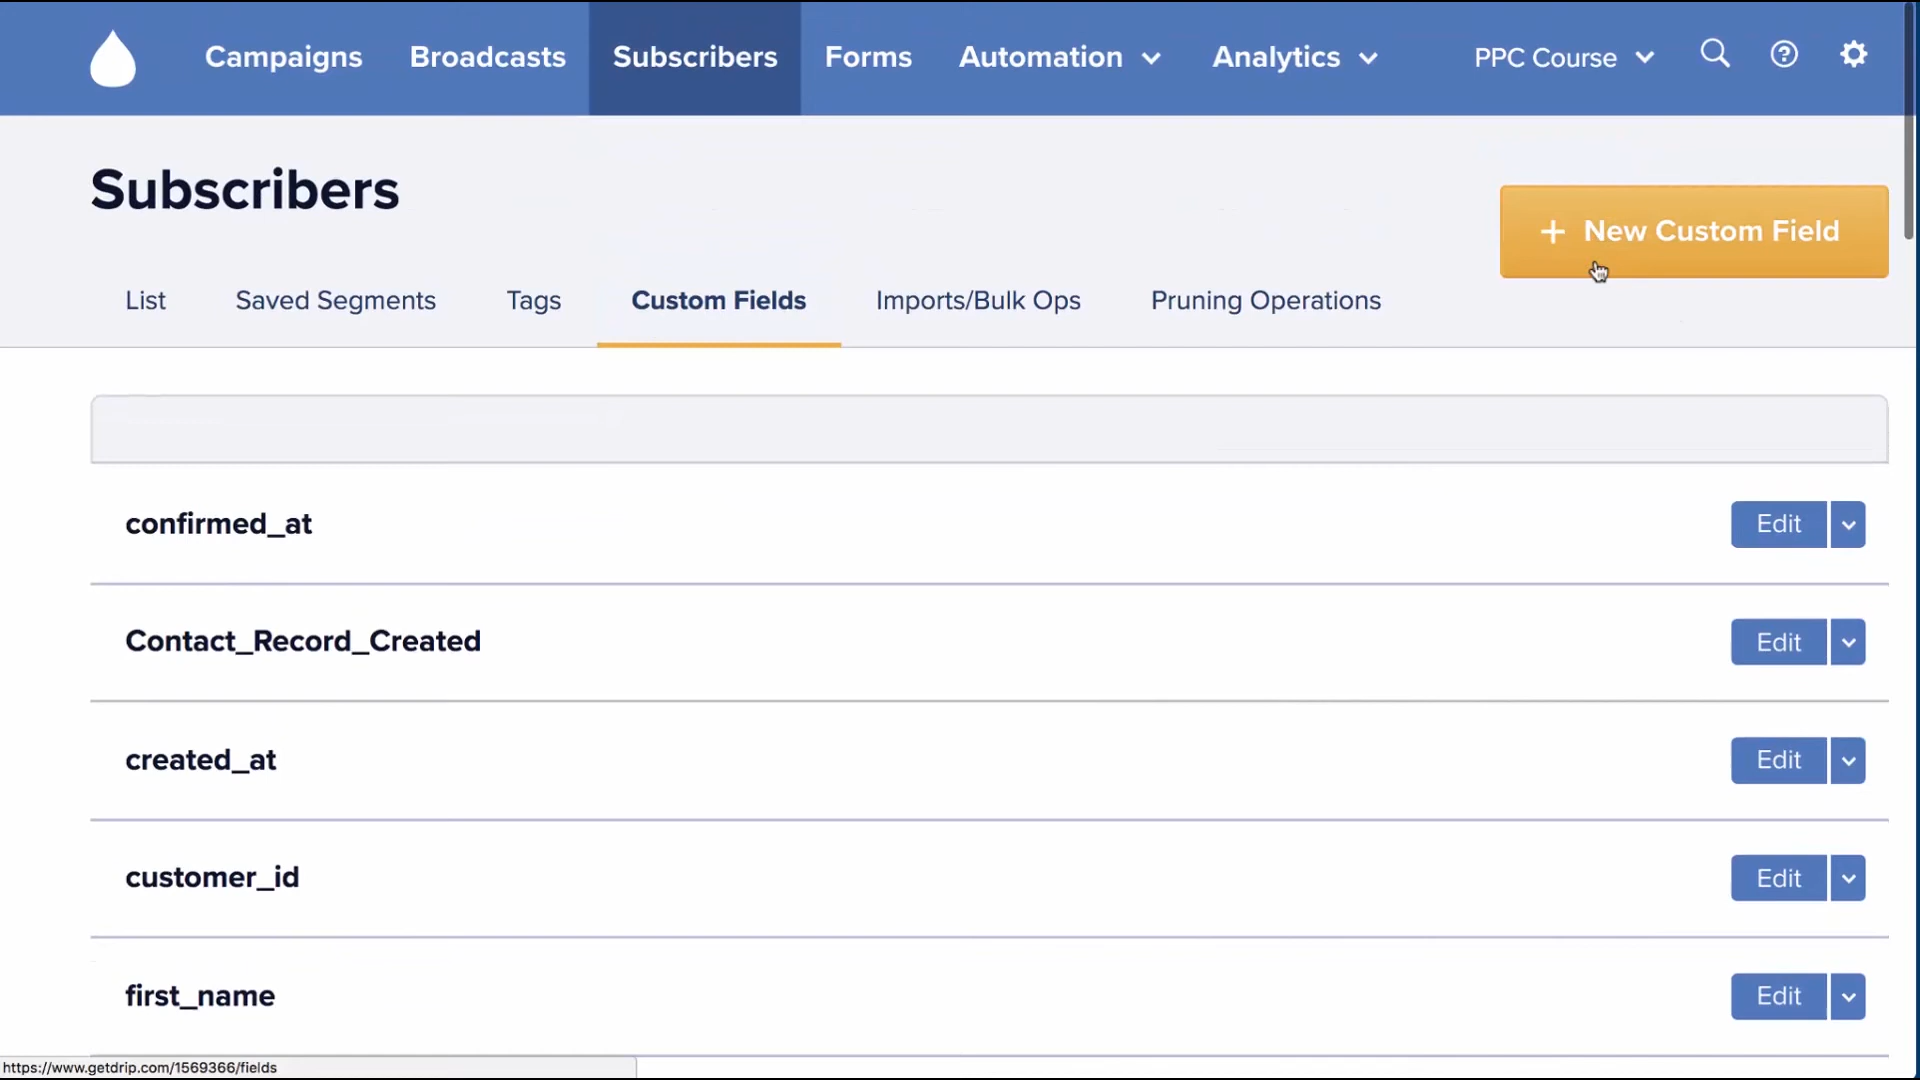 Campaigns Broadcasts Subscribers Forms Automation Analytics PPC Course
Subscribers
+ New Custom Field
List Saved Segments Tags Custom Fields Imports/Bulk Ops Pruning Operations
confirmed_at Edit
Contact_Record_Created Edit
created_at Edit
customer_id Edit
first_name Edit
https://www.getdrip.com/1569366/fields